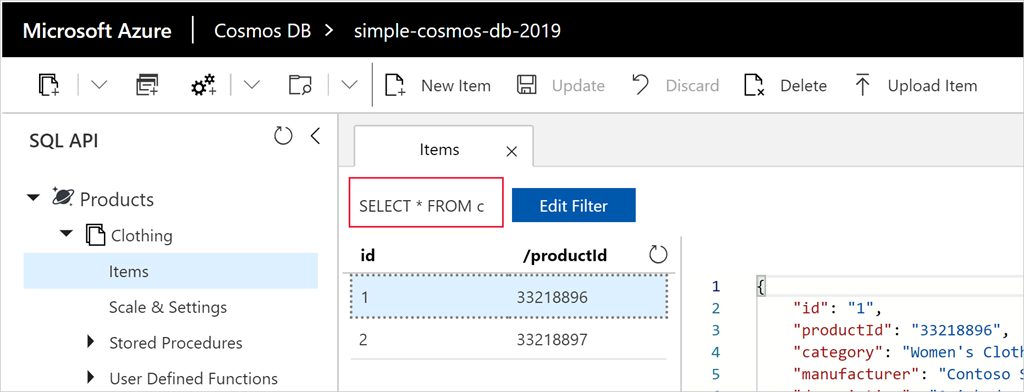 Microsoft Azure Cosmos DB > simple-cosmos-db-2019
New Item Update Discard Delete Upload Item
SQL API
Products
Clothing
Items
Scale & Settings
Stored Procedures
User Defined Functions
Items
SELECT * FROM c Edit Filter
id /productId
1 33218896
2 33218897
1 {
2 "id": "1",
3 "productId": "33218896",
4 "category": "Women's Cloth
5 "manufacturer": "Contoso S